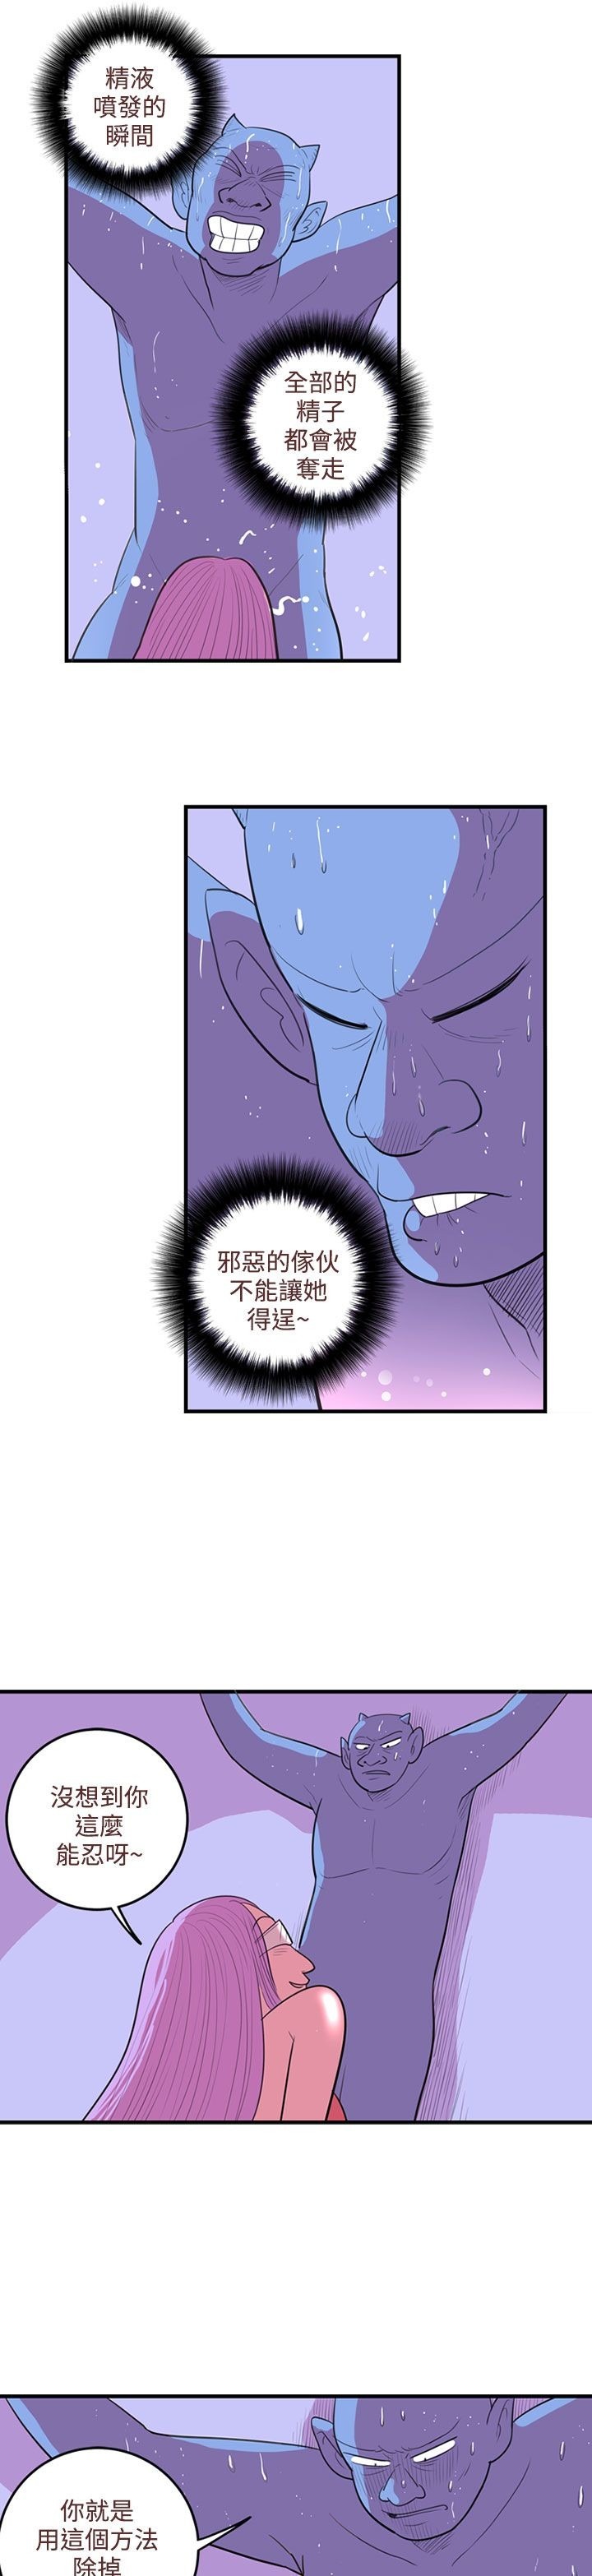 精液
噴發的
瞬間
全部的
精子
都會被
奪走
邪惡的傢伙
不能讓她
得逞~
沒想到你
這麼
能忍呀~
你就是
用這個方法
除掉